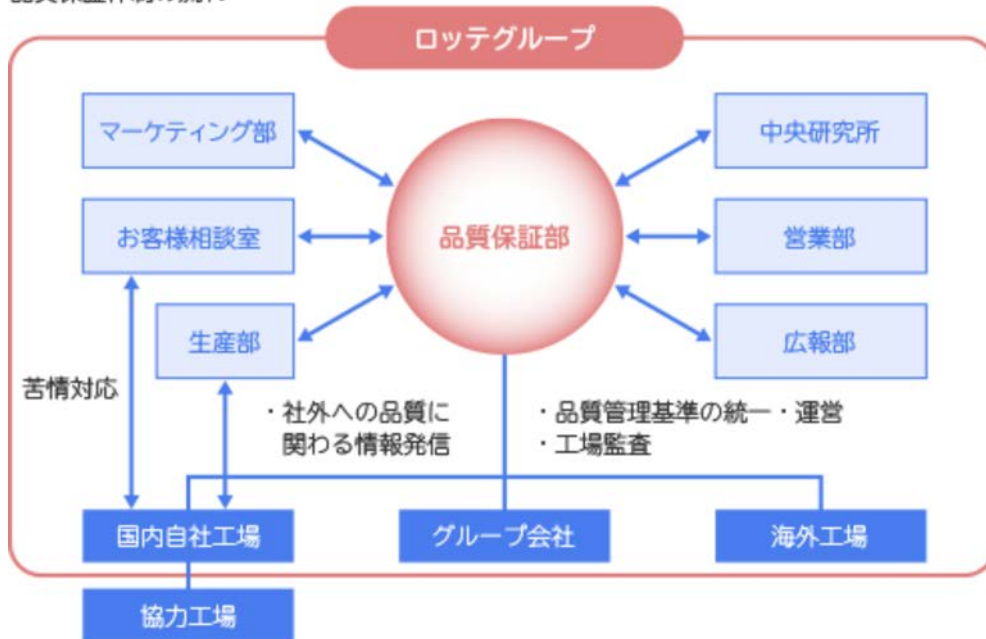 ロッテグループ
マーケティング部
中央研究所
お客様相談室
品質保証部
営業部
生産部
広報部
苦情対応
・社外への品質に
関わる情報発信
・品質管理基準の統一・運営
・工場監査
国内自社工場
グループ会社
海外工場
協力工場